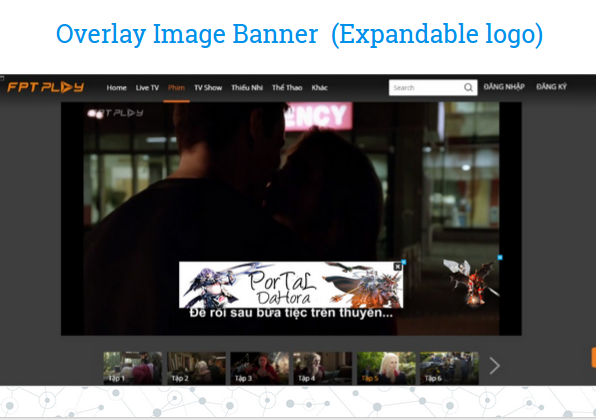 Overlay Image Banner (Expandable logo)
FPT PLAY
Home Live TV Phim TV Show Thiếu Nhi Thể Thao Khác
Search
ĐĂNG NHẬP ĐĂNG KÝ
FPT PLAY
ENCY
PorTaL
DaHora
Để rồi sau bữa tiệc trên thuyền...
Tập 1 Tập 2 Tập 3 Tập 4 Tập 5 Tập 6